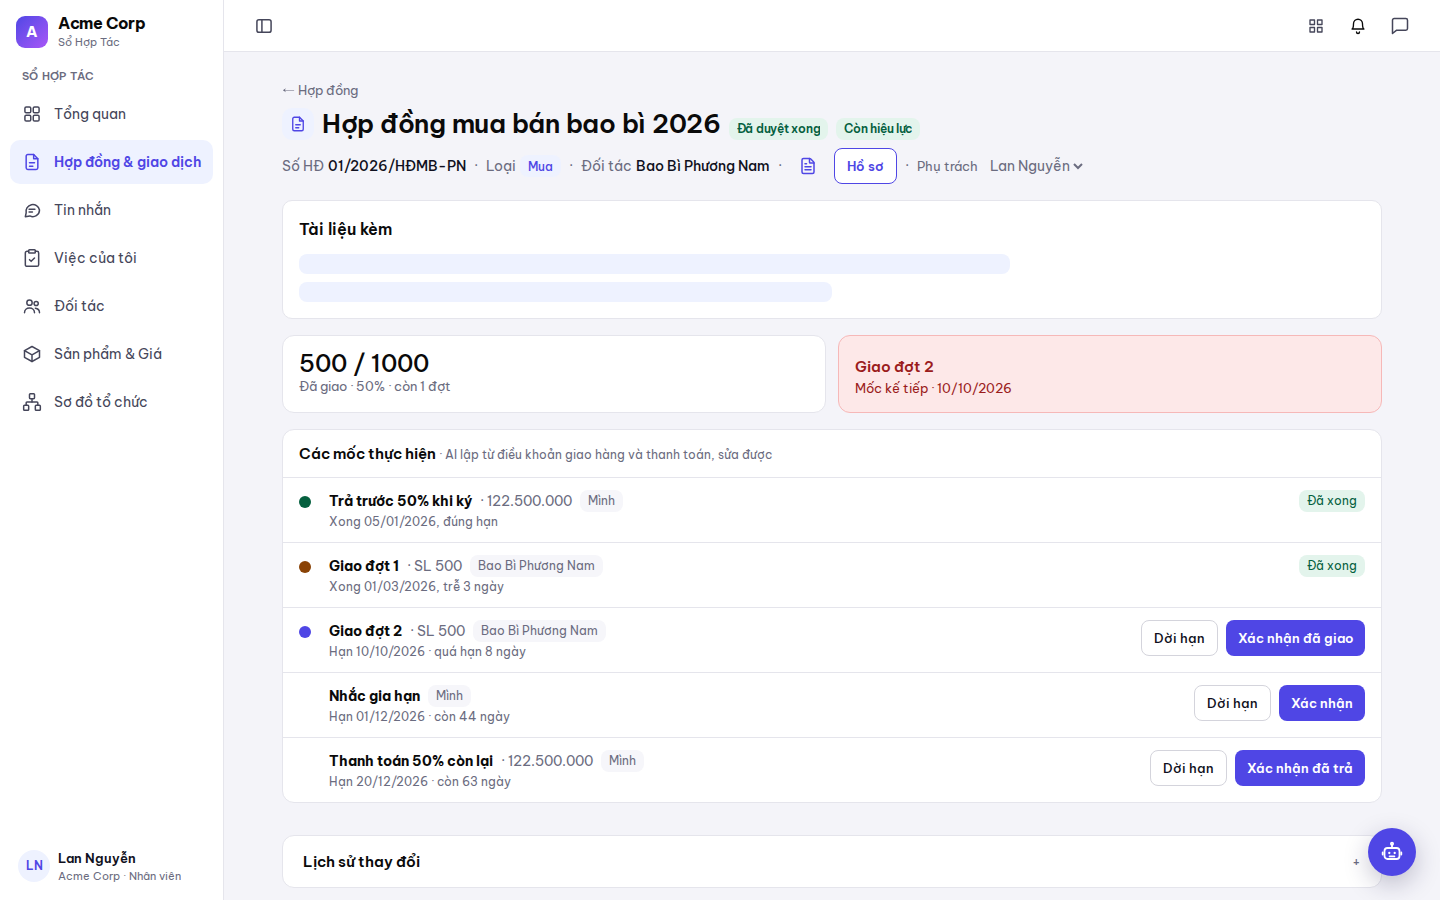 A
Acme Corp
Sổ Hợp Tác
SỔ HỢP TÁC
Tổng quan
Hợp đồng & giao dịch
Tin nhắn
Việc của tôi
Đối tác
Sản phẩm & Giá
Sơ đồ tổ chức
LN
Lan Nguyễn
Acme Corp · Nhân viên
← Hợp đồng
Hợp đồng mua bán bao bì 2026 Đã duyệt xong Còn hiệu lực
Số HĐ 01/2026/HĐMB-PN · Loại Mua · Đối tác Bao Bì Phương Nam · Hồ sơ · Phụ trách Lan Nguyễn
Tài liệu kèm
500 / 1000
Đã giao · 50% · còn 1 đợt
Giao đợt 2
Mốc kế tiếp · 10/10/2026
Các mốc thực hiện · AI lập từ điều khoản giao hàng và thanh toán, sửa được
Trả trước 50% khi ký · 122.500.000 Mình Đã xong
Xong 05/01/2026, đúng hạn
Giao đợt 1 · SL 500 Bao Bì Phương Nam Đã xong
Xong 01/03/2026, trễ 3 ngày
Giao đợt 2 · SL 500 Bao Bì Phương Nam Dời hạn Xác nhận đã giao
Hạn 10/10/2026 · quá hạn 8 ngày
Nhắc gia hạn Mình Dời hạn Xác nhận
Hạn 01/12/2026 · còn 44 ngày
Thanh toán 50% còn lại · 122.500.000 Mình Dời hạn Xác nhận đã trả
Hạn 20/12/2026 · còn 63 ngày
Lịch sử thay đổi +